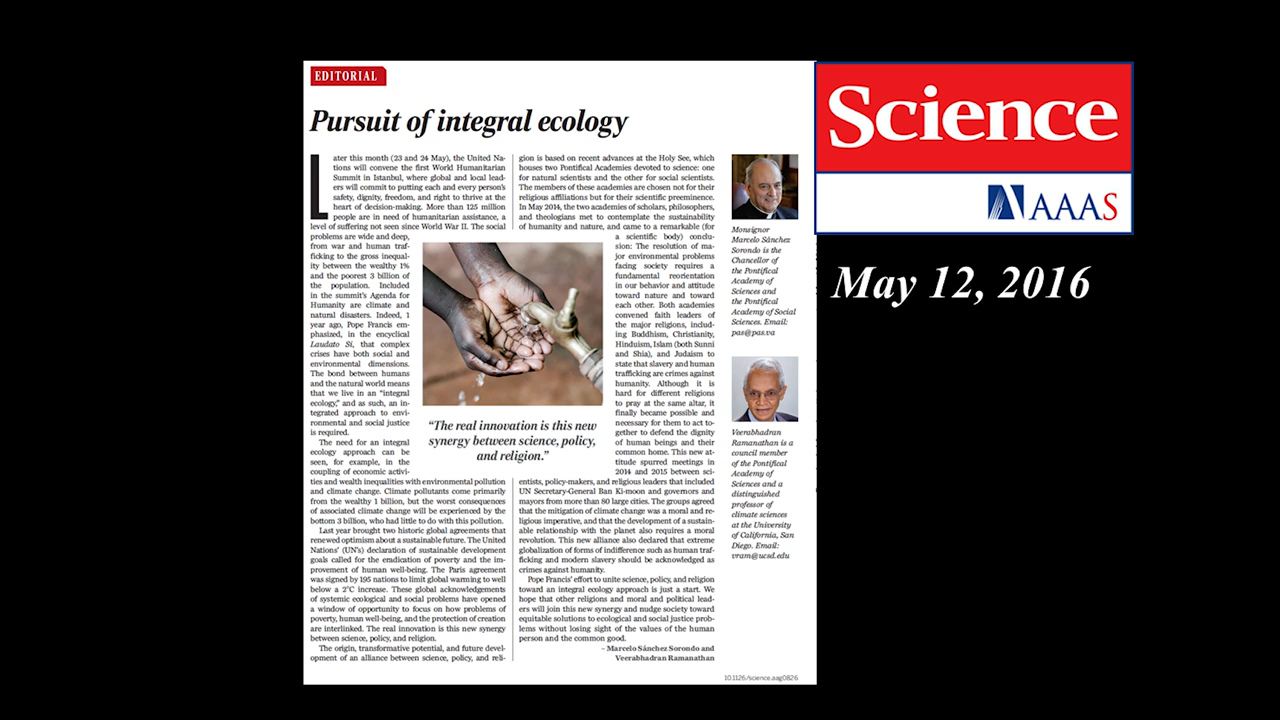 EDITORIAL
Pursuit of integral ecology
Later this month (23 and 24 May), the United Na-
tions will convene the first World Humanitarian
Summit in Istanbul, where global and local lead-
ers will commit to putting each and every person's
safety, dignity, freedom, and right to thrive at the
heart of decision-making. More than 125 million
people are in need of humanitarian assistance, a
level of suffering not seen since World War II. The social
problems are wide and deep,
from war and human traf-
ficking to the gross inequal-
ity between the wealthy 1%
and the poorest 3 billion of
the population. Included
in the summit's Agenda for
Humanity are climate and
natural disasters. Indeed, 1
year ago, Pope Francis em-
phasized, in the encyclical
Laudato Si, that complex
crises have both social and
environmental dimensions.
The bond between humans
and the natural world means
that we live in an “integral
ecology,” and as such, an in-
tegrated approach to envi-
ronmental and social justice
is required.
The need for an integral
ecology approach can be
seen, for example, in the
coupling of economic activi-
ties and wealth inequalities with environmental pollution
and climate change. Climate pollutants come primarily
from the wealthy 1 billion, but the worst consequences
of associated climate change will be experienced by the
bottom 3 billion, who had little to do with this pollution.
Last year brought two historic global agreements that
renewed optimism about a sustainable future. The United
Nations' (UN's) declaration of sustainable development
goals called for the eradication of poverty and the im-
provement of human well-being. The Paris agreement
was signed by 195 nations to limit global warming to well
below a 2°C increase. These global acknowledgements
of systemic ecological and social problems have opened
a window of opportunity to focus on how problems of
poverty, human well-being, and the protection of creation
are interlinked. The real innovation is this new synergy
between science, policy, and religion.
The origin, transformative potential, and future devel-
opment of an alliance between science, policy, and reli-
gion is based on recent advances at the Holy See, which
houses two Pontifical Academies devoted to science: one
for natural scientists and the other for social scientists.
The members of these academies are chosen not for their
religious affiliations but for their scientific preeminence.
In May 2014, the two academies of scholars, philosophers,
and theologians met to contemplate the sustainability
of humanity and nature, and came to a remarkable (for
a scientific body) conclu-
sion: The resolution of ma-
jor environmental problems
facing society requires a
fundamental reorientation
in our behavior and attitude
toward nature and toward
each other. Both academies
convened faith leaders of
the major religions, includ-
ing Buddhism, Christianity,
Hinduism, Islam (both Sunni
and Shia), and Judaism to
state that slavery and human
trafficking are crimes against
humanity. Although it is
hard for different religions
to pray at the same altar, it
finally became possible and
necessary for them to act to-
gether to defend the dignity
of human beings and their
common home. This new at-
titude spurred meetings in
2014 and 2015 between sci-
entists, policy-makers, and religious leaders that included
UN Secretary-General Ban Ki-moon and governors and
mayors from more than 80 large cities. The groups agreed
that the mitigation of climate change was a moral and re-
ligious imperative, and that the development of a sustain-
able relationship with the planet also requires a moral
revolution. This new alliance also declared that extreme
globalization of forms of indifference such as human traf-
ficking and modern slavery should be acknowledged as
crimes against humanity.
Pope Francis' effort to unite science, policy, and religion
toward an integral ecology approach is just a start. We
hope that other religions and moral and political lead-
ers will join this new synergy and nudge society toward
equitable solutions to ecological and social justice prob-
lems without losing sight of the values of the human
person and the common good.
– Marcelo Sánchez Sorondo and
Veerabhadran Ramanathan
“The real innovation is this new
synergy between science, policy,
and religion.”
Monsignor
Marcelo Sánchez
Sorondo is the
Chancellor of
the Pontifical
Academy of
Sciences and
the Pontifical
Academy of Social
Sciences. Email:
pas@pas.va
Veerabhadran
Ramanathan is a
council member
of the Pontifical
Academy of
Sciences and a
distinguished
professor of
climate sciences
at the University
of California, San
Diego. Email:
vram@ucsd.edu
10.1126/science.aag0826
Science
AAAS
May 12, 2016